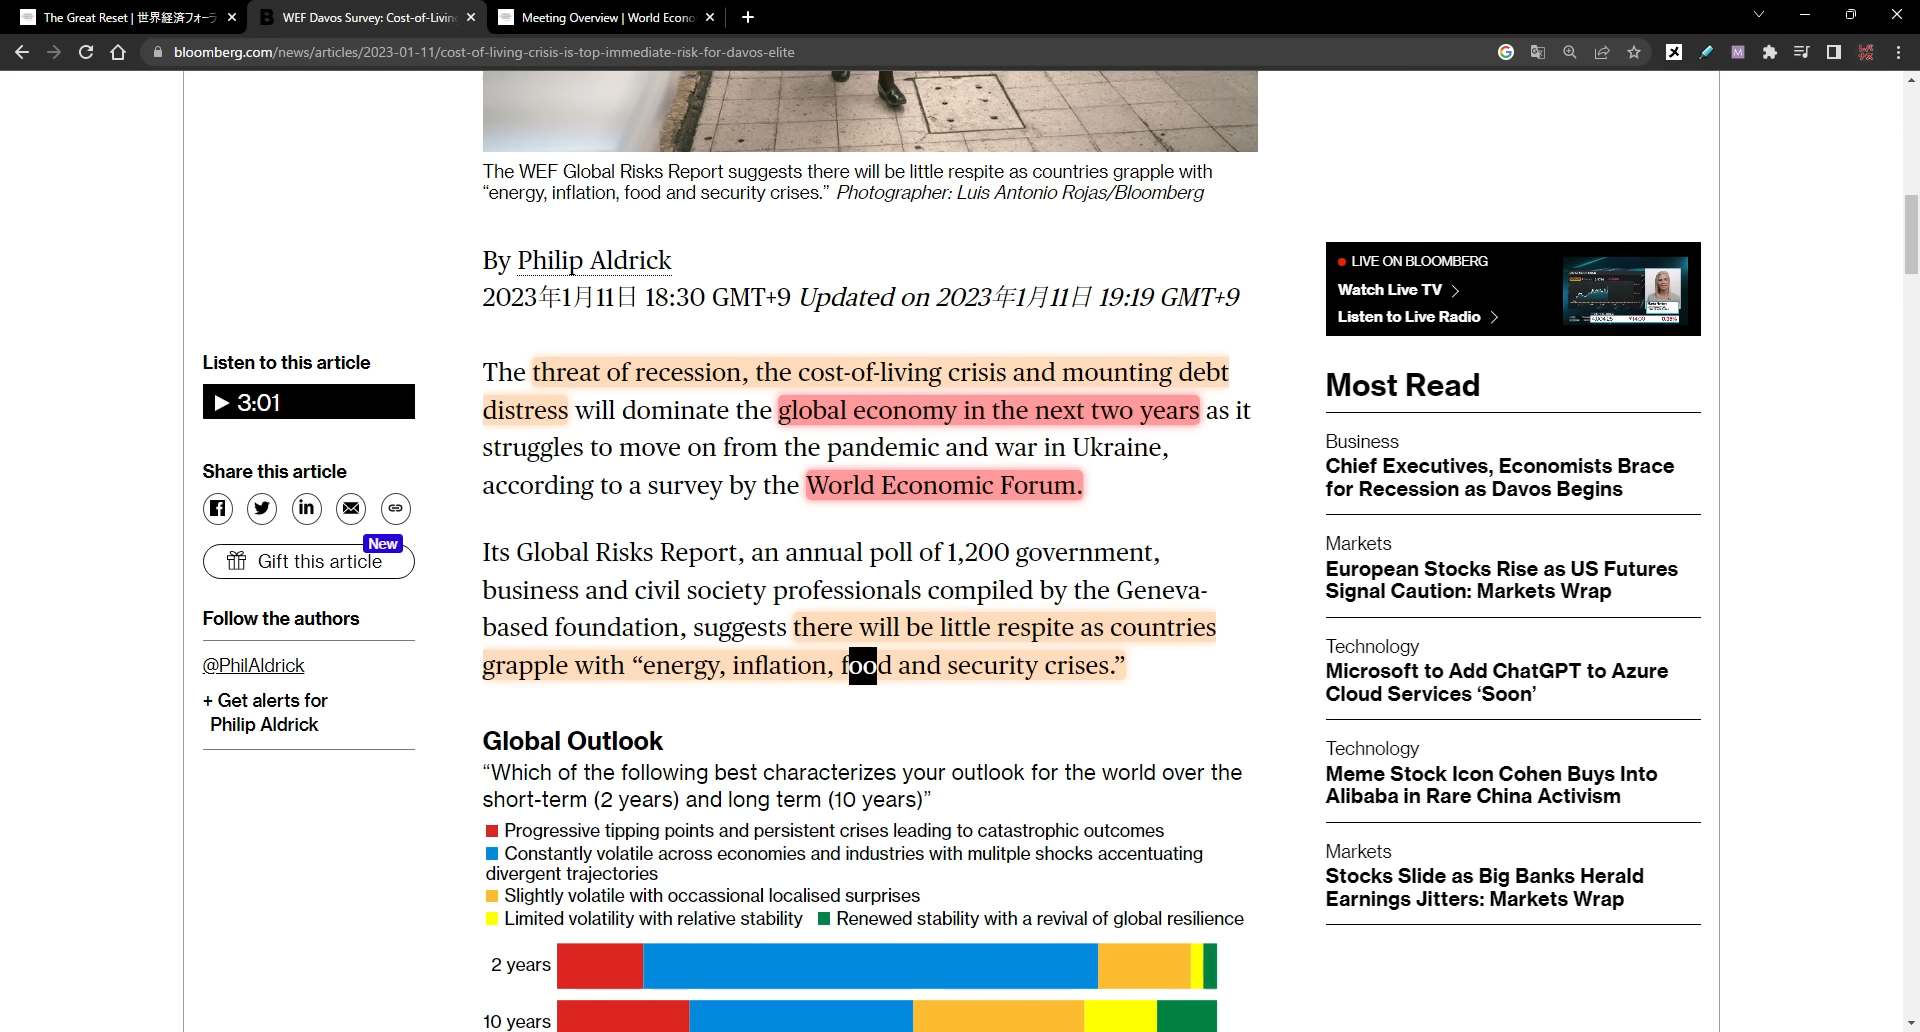 The Great Reset | 世界経済フォーラ
WEF Davos Survey: Cost-of-Livin
Meeting Overview | World Econo
bloomberg.com/news/articles/2023-01-11/cost-of-living-crisis-is-top-immediate-risk-for-davos-elite
The WEF Global Risks Report suggests there will be little respite as countries grapple with
“energy, inflation, food and security crises.” Photographer: Luis Antonio Rojas/Bloomberg
By Philip Aldrick
2023年1月11日 18:30 GMT+9 Updated on 2023年1月11日 19:19 GMT+9
Listen to this article
3:01
Share this article
New
Gift this article
Follow the authors
@PhilAldrick
+ Get alerts for
Philip Aldrick
The threat of recession, the cost-of-living crisis and mounting debt
distress will dominate the global economy in the next two years as it
struggles to move on from the pandemic and war in Ukraine,
according to a survey by the World Economic Forum.
Its Global Risks Report, an annual poll of 1,200 government,
business and civil society professionals compiled by the Geneva-
based foundation, suggests there will be little respite as countries
grapple with “energy, inflation, food and security crises.”
Global Outlook
“Which of the following best characterizes your outlook for the world over the
short-term (2 years) and long term (10 years)”
Progressive tipping points and persistent crises leading to catastrophic outcomes
Constantly volatile across economies and industries with mulitple shocks accentuating
divergent trajectories
Slightly volatile with occassional localised surprises
Limited volatility with relative stability Renewed stability with a revival of global resilience
2 years
10 years
LIVE ON BLOOMBERG
Watch Live TV
Listen to Live Radio
Most Read
Business
Chief Executives, Economists Brace
for Recession as Davos Begins
Markets
European Stocks Rise as US Futures
Signal Caution: Markets Wrap
Technology
Microsoft to Add ChatGPT to Azure
Cloud Services ‘Soon’
Technology
Meme Stock Icon Cohen Buys Into
Alibaba in Rare China Activism
Markets
Stocks Slide as Big Banks Herald
Earnings Jitters: Markets Wrap